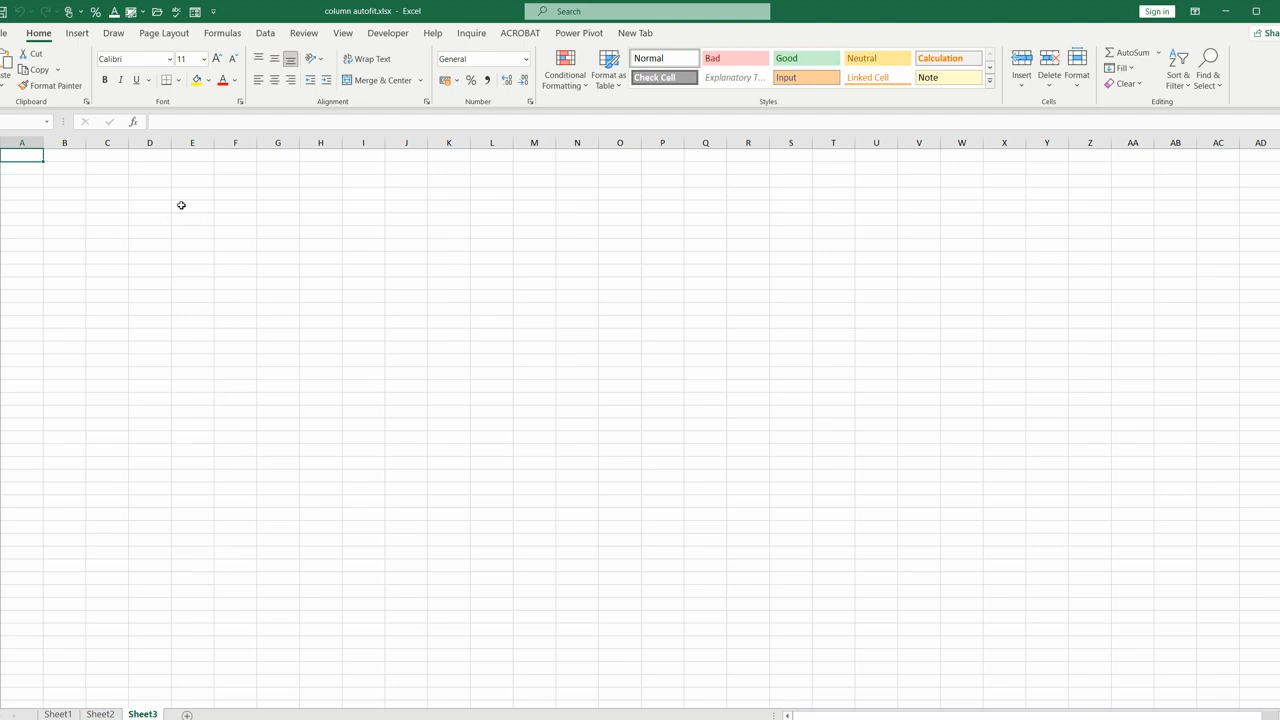 column autofit.xlsx - Excel
Search
Sign in
Home Insert Draw Page Layout Formulas Data Review View Developer Help Inquire ACROBAT Power Pivot New Tab
Cut
Copy
Format Painter
Clipboard
Calibri 11
B I U
Font
Wrap Text
Merge & Center
Alignment
General
%
Number
Conditional Formatting
Format as Table
Normal Bad Good Neutral Calculation
Check Cell Explanatory T... Input Linked Cell Note
Styles
Insert Delete Format
Cells
AutoSum
Fill
Clear
Sort & Filter
Find & Select
Editing
fx
A B C D E F G H I J K L M N O P Q R S T U V W X Y Z AA AB AC AD
Sheet1 Sheet2 Sheet3